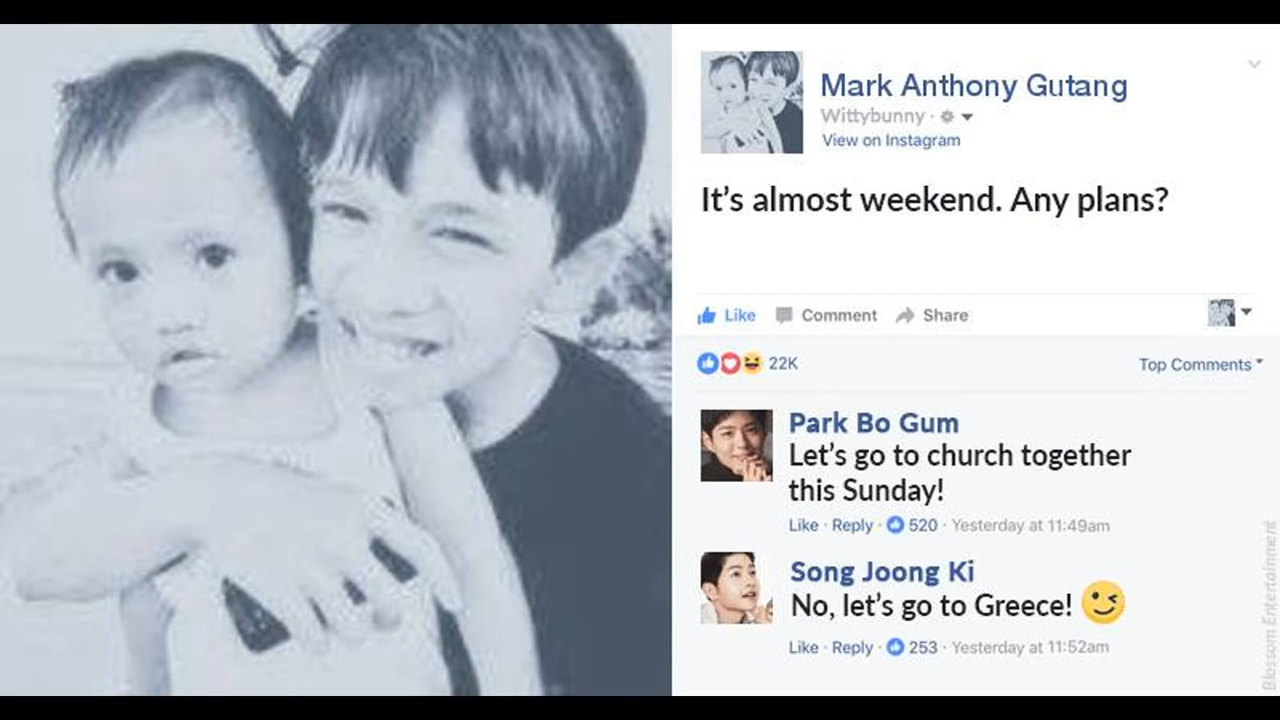 Mark Anthony Gutang
Wittybunny ·
View on Instagram
It's almost weekend. Any plans?
Like Comment Share
22K Top Comments
Park Bo Gum
Let's go to church together
this Sunday!
Like · Reply · 520 · Yesterday at 11:49am
Song Joong Ki
No, let's go to Greece! 😉
Like · Reply · 253 · Yesterday at 11:52am
Blossom Entertainment